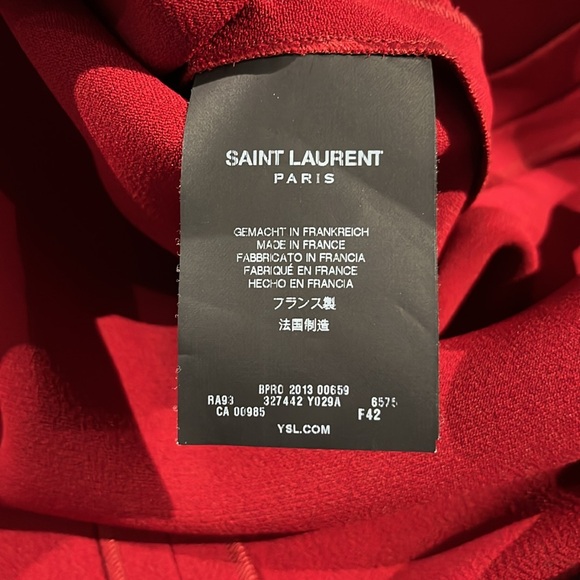 SAINT LAURENT
PARIS
GEMACHT IN FRANKREICH
MADE IN FRANCE
FABBRICATO IN FRANCIA
FABRIQUÉ EN FRANCE
HECHO EN FRANCIA
フランス製
法国制造
BPRO 2013 00659
RA93 327442 Y029A 6575
CA 00985 F42
YSL.COM